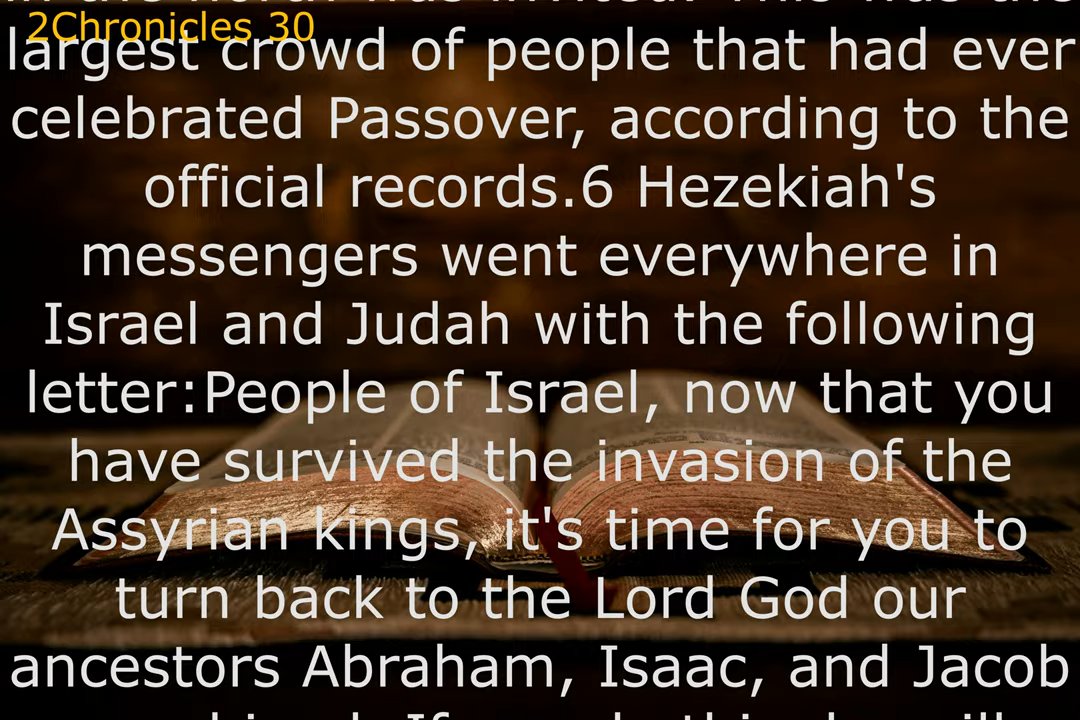 2Chronicles 30
largest crowd of people that had ever
celebrated Passover, according to the
official records.6 Hezekiah's
messengers went everywhere in
Israel and Judah with the following
letter:People of Israel, now that you
have survived the invasion of the
Assyrian kings, it's time for you to
turn back to the Lord God our
ancestors Abraham, Isaac, and Jacob